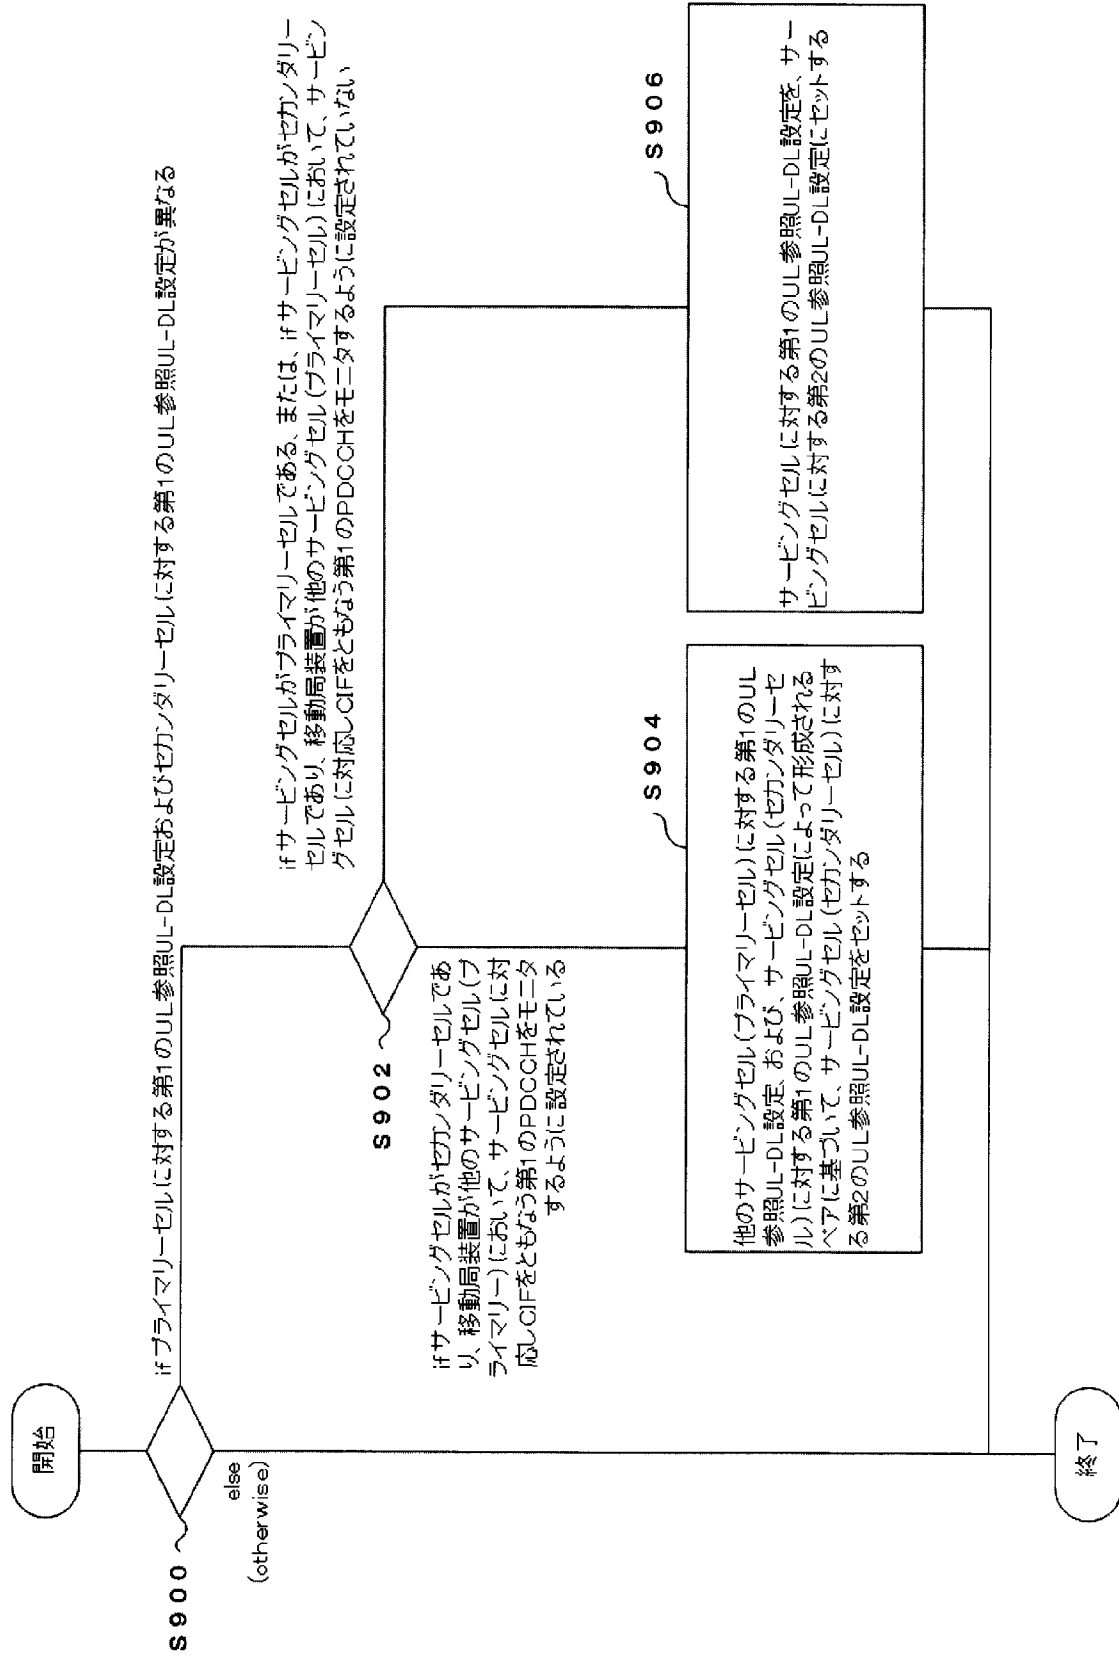 開始
S900
ifプライマリーセルに対する第1のUL参照UL-DL設定およびセカンダリーセルに対する第1のUL参照UL-DL設定が異なる
else
(otherwise)
S902
ifサービングセルがプライマリーセルである、または、ifサービングセルがセカンダリー
セルであり、移動局装置が他のサービングセル(プライマリーセル)において、サービン
グセルに対応しCIFをともなう第1のPDCCHをモニタするように設定されていない
ifサービングセルがセカンダリーセルであ
り、移動局装置が他のサービングセル(プ
ライマリー)において、サービングセルに対
応しCIFをともなう第1のPDCCHをモニタ
するように設定されている
S904
他のサービングセル(プライマリーセル)に対する第1のUL
参照UL-DL設定、および、サービングセル(セカンダリーセ
ル)に対する第1のUL参照UL-DL設定によって形成される
ペアに基づいて、サービングセル(セカンダリーセル)に対す
る第2のUL参照UL-DL設定をセットする
S906
サービングセルに対する第1のUL参照UL-DL設定を、サー
ビングセルに対する第2のUL参照UL-DL設定にセットする
終了